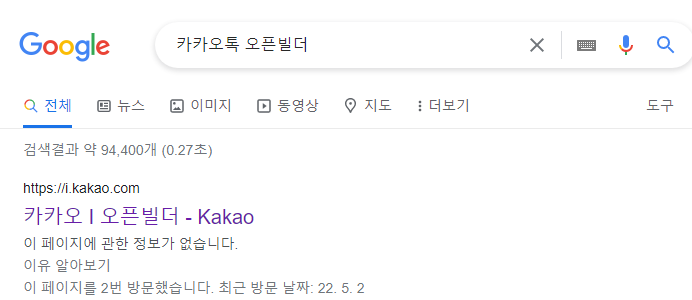 Google
카카오톡 오픈빌더
전체 뉴스 이미지 동영상 지도 더보기 도구
검색결과 약 94,400개 (0.27초)
https://i.kakao.com
카카오 I 오픈빌더 - Kakao
이 페이지에 관한 정보가 없습니다.
이유 알아보기
이 페이지를 2번 방문했습니다. 최근 방문 날짜: 22. 5. 2